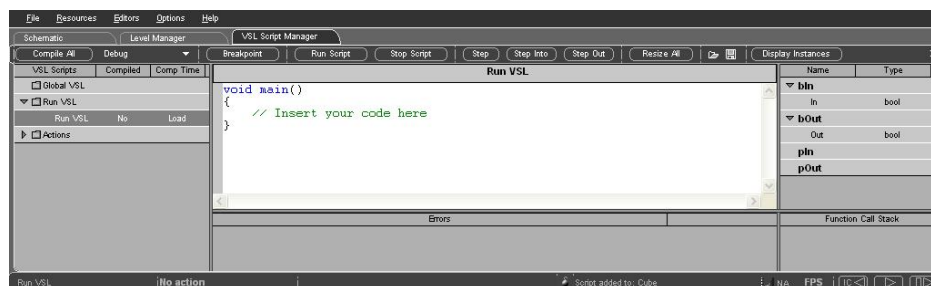 File Resources Editors Options Help
Schematic Level Manager VSL Script Manager
Compile All Debug Breakpoint Run Script Stop Script Step Step Into Step Out Resize All Display Instances
VSL Scripts Compiled Comp Time Run VSL Name Type
Global VSL void main() bIn
Run VSL { In bool
Run VSL No Load // Insert your code here bOut
} Out bool
Actions pIn
pOut
Errors Function Call Stack
Run VSL No action Script added to: Cube NA FPS IC